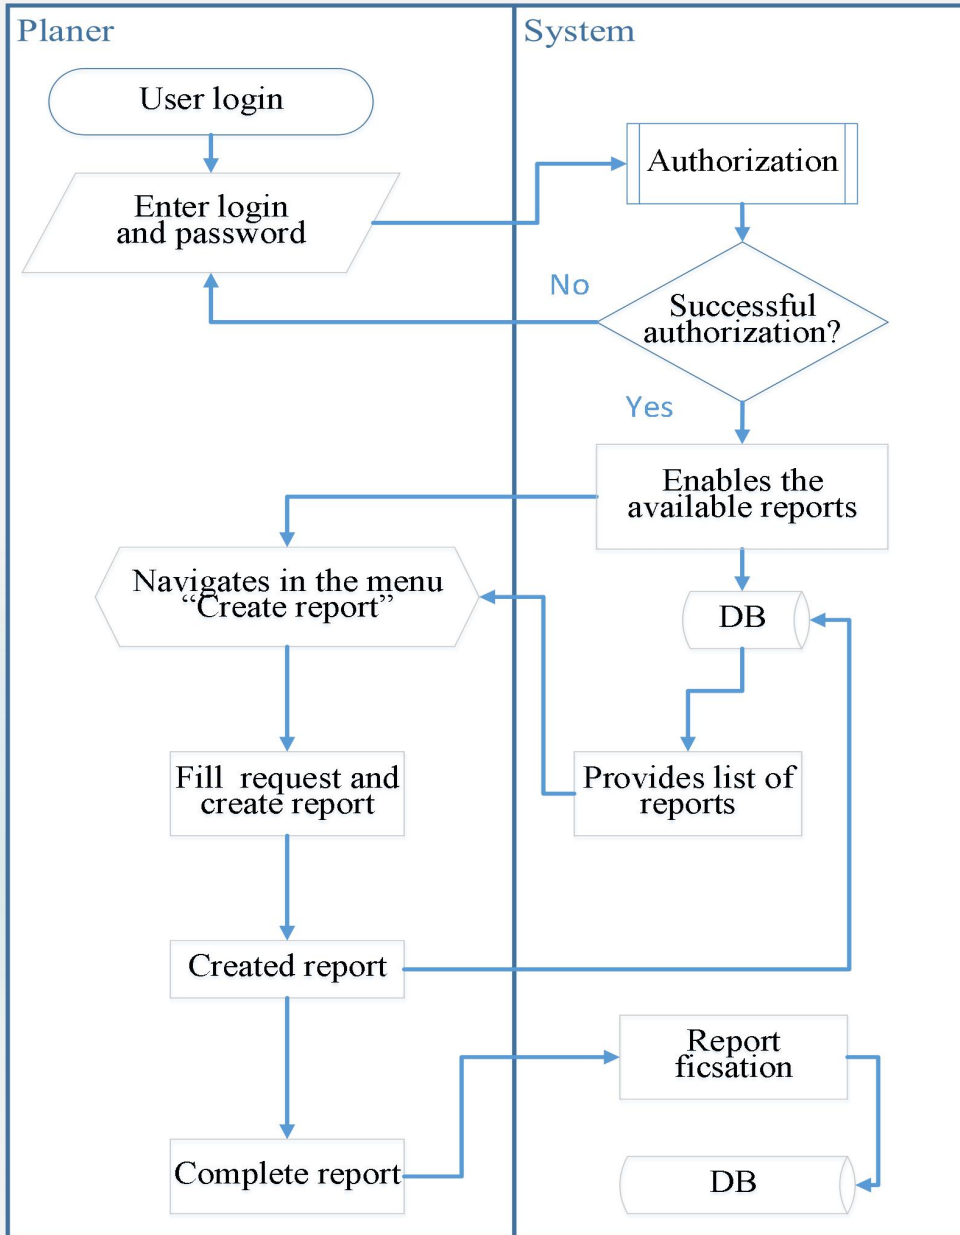 Planer
System
User login
Authorization
Enter login
and password
No
Successful
authorization?
Yes
Enables the
available reports
Navigates in the menu
“Create report”
DB
Fill request and
create report
Provides list of
reports
Created report
Report
ficsation
Complete report
DB